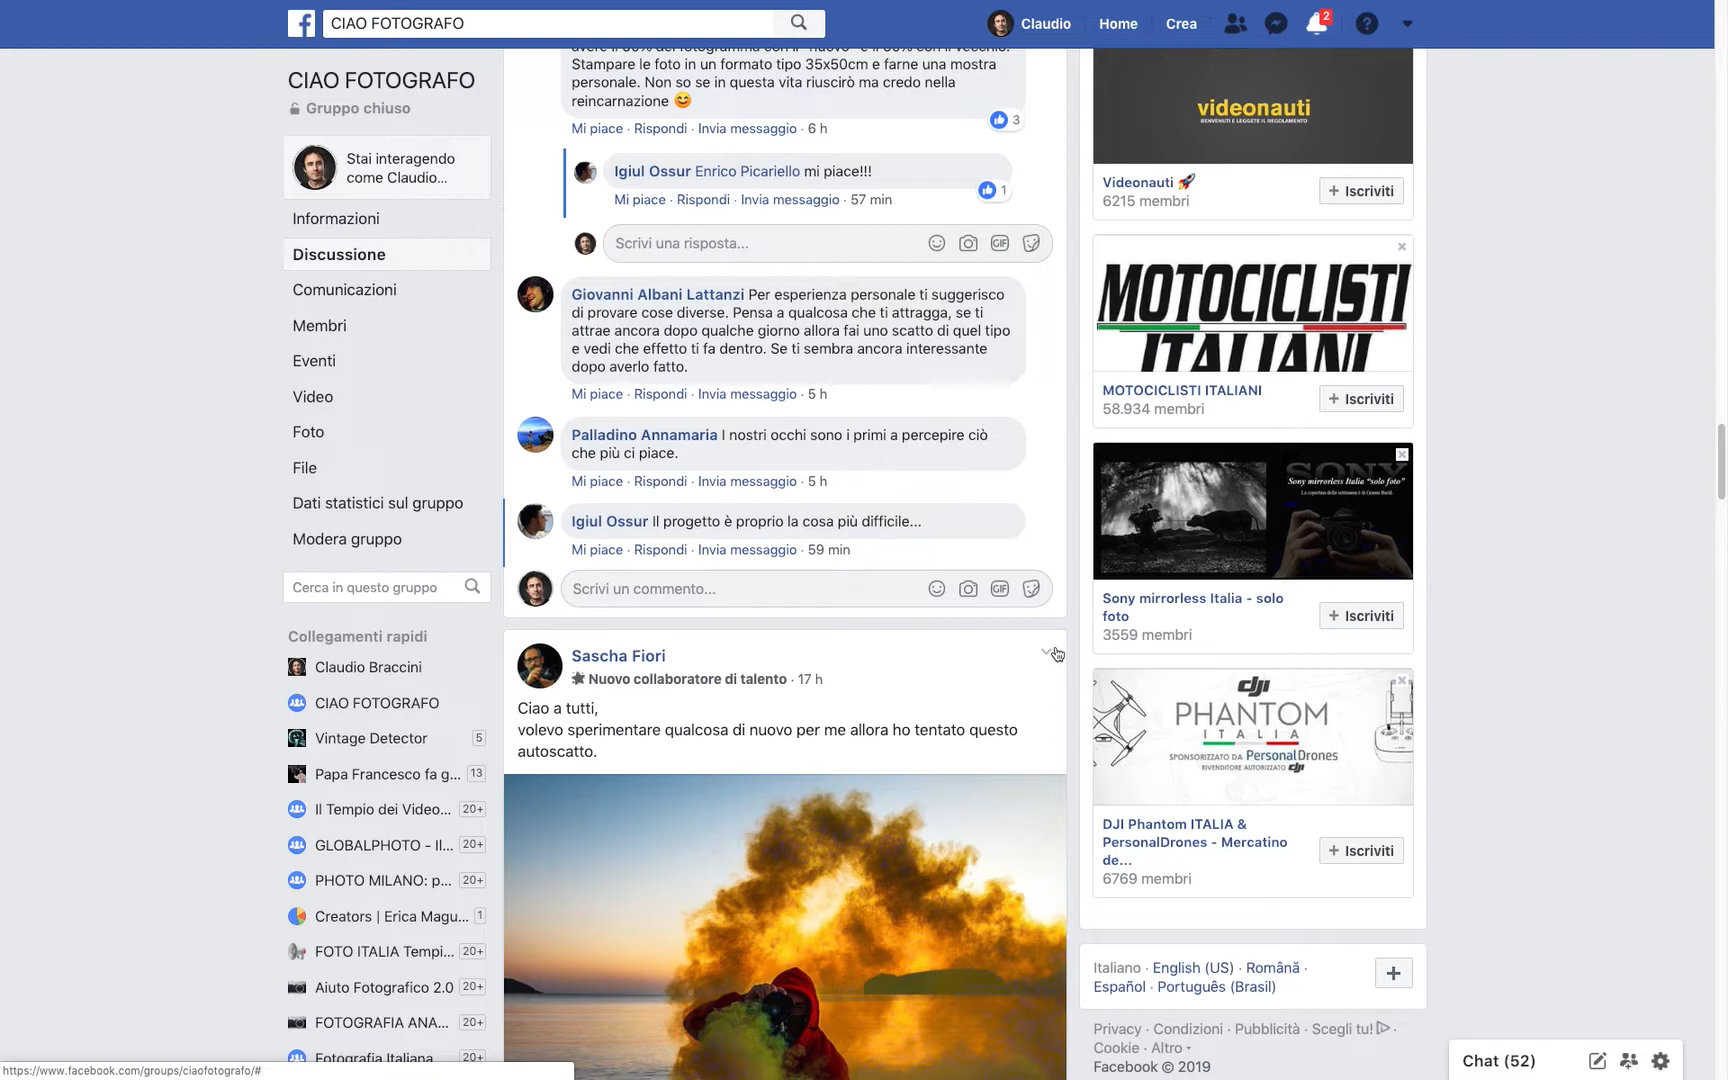 CIAO FOTOGRAFO
Claudio
Home
Crea
2
CIAO FOTOGRAFO
Gruppo chiuso
Stai interagendo
come Claudio...
Informazioni
Discussione
Comunicazioni
Membri
Eventi
Video
Foto
File
Dati statistici sul gruppo
Modera gruppo
Cerca in questo gruppo
Collegamenti rapidi
Claudio Braccini
CIAO FOTOGRAFO
Vintage Detector 5
Papa Francesco fa g... 13
Il Tempio dei Video... 20+
GLOBALPHOTO - Il... 20+
PHOTO MILANO: p... 20+
Creators | Erica Magu... 1
FOTO ITALIA Tempi... 20+
Aiuto Fotografico 2.0 20+
FOTOGRAFIA ANA... 20+
Fotografia Italiana 20+
https://www.facebook.com/groups/ciaofotografo/#
Stampare le foto in un formato tipo 35x50cm e farne una mostra
personale. Non so se in questa vita riuscirò ma credo nella
reincarnazione 😊
3
Mi piace · Rispondi · Invia messaggio · 6 h
Igiul Ossur Enrico Picariello mi piace!!!
1
Mi piace · Rispondi · Invia messaggio · 57 min
Scrivi una risposta...
GIF
Giovanni Albani Lattanzi Per esperienza personale ti suggerisco
di provare cose diverse. Pensa a qualcosa che ti attragga, se ti
attrae ancora dopo qualche giorno allora fai uno scatto di quel tipo
e vedi che effetto ti fa dentro. Se ti sembra ancora interessante
dopo averlo fatto.
Mi piace · Rispondi · Invia messaggio · 5 h
Palladino Annamaria I nostri occhi sono i primi a percepire ciò
che più ci piace.
Mi piace · Rispondi · Invia messaggio · 5 h
Igiul Ossur Il progetto è proprio la cosa più difficile...
Mi piace · Rispondi · Invia messaggio · 59 min
Scrivi un commento...
GIF
Sascha Fiori
Nuovo collaboratore di talento · 17 h
Ciao a tutti,
volevo sperimentare qualcosa di nuovo per me allora ho tentato questo
autoscatto.
videonauti
BENVENUTI E LEGGETE IL REGOLAMENTO
Videonauti 🚀
6215 membri
+ Iscriviti
MOTOCICLISTI
ITALIANI
MOTOCICLISTI ITALIANI
58.934 membri
+ Iscriviti
SONY
Sony mirrorless Italia "solo foto"
Sony mirrorless Italia - solo
foto
3559 membri
+ Iscriviti
dji
PHANTOM
ITALIA
SPONSORIZZATO DA PersonalDrones
RIVENDITORE AUTORIZZATO dji
DJI Phantom ITALIA &
PersonalDrones - Mercatino
de...
6769 membri
+ Iscriviti
Italiano · English (US) · Română ·
Español · Português (Brasil)
Privacy · Condizioni · Pubblicità · Scegli tu! ·
Cookie · Altro
Facebook © 2019
Chat (52)